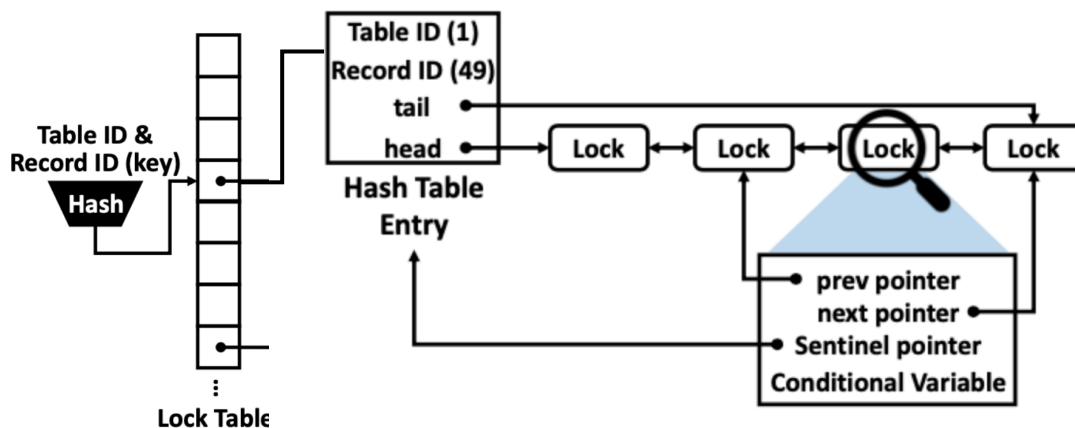 Table ID &
Record ID (key)
Hash
Lock Table
Table ID (1)
Record ID (49)
tail
head
Hash Table
Entry
Lock
Lock
Lock
Lock
prev pointer
next pointer
Sentinel pointer
Conditional Variable